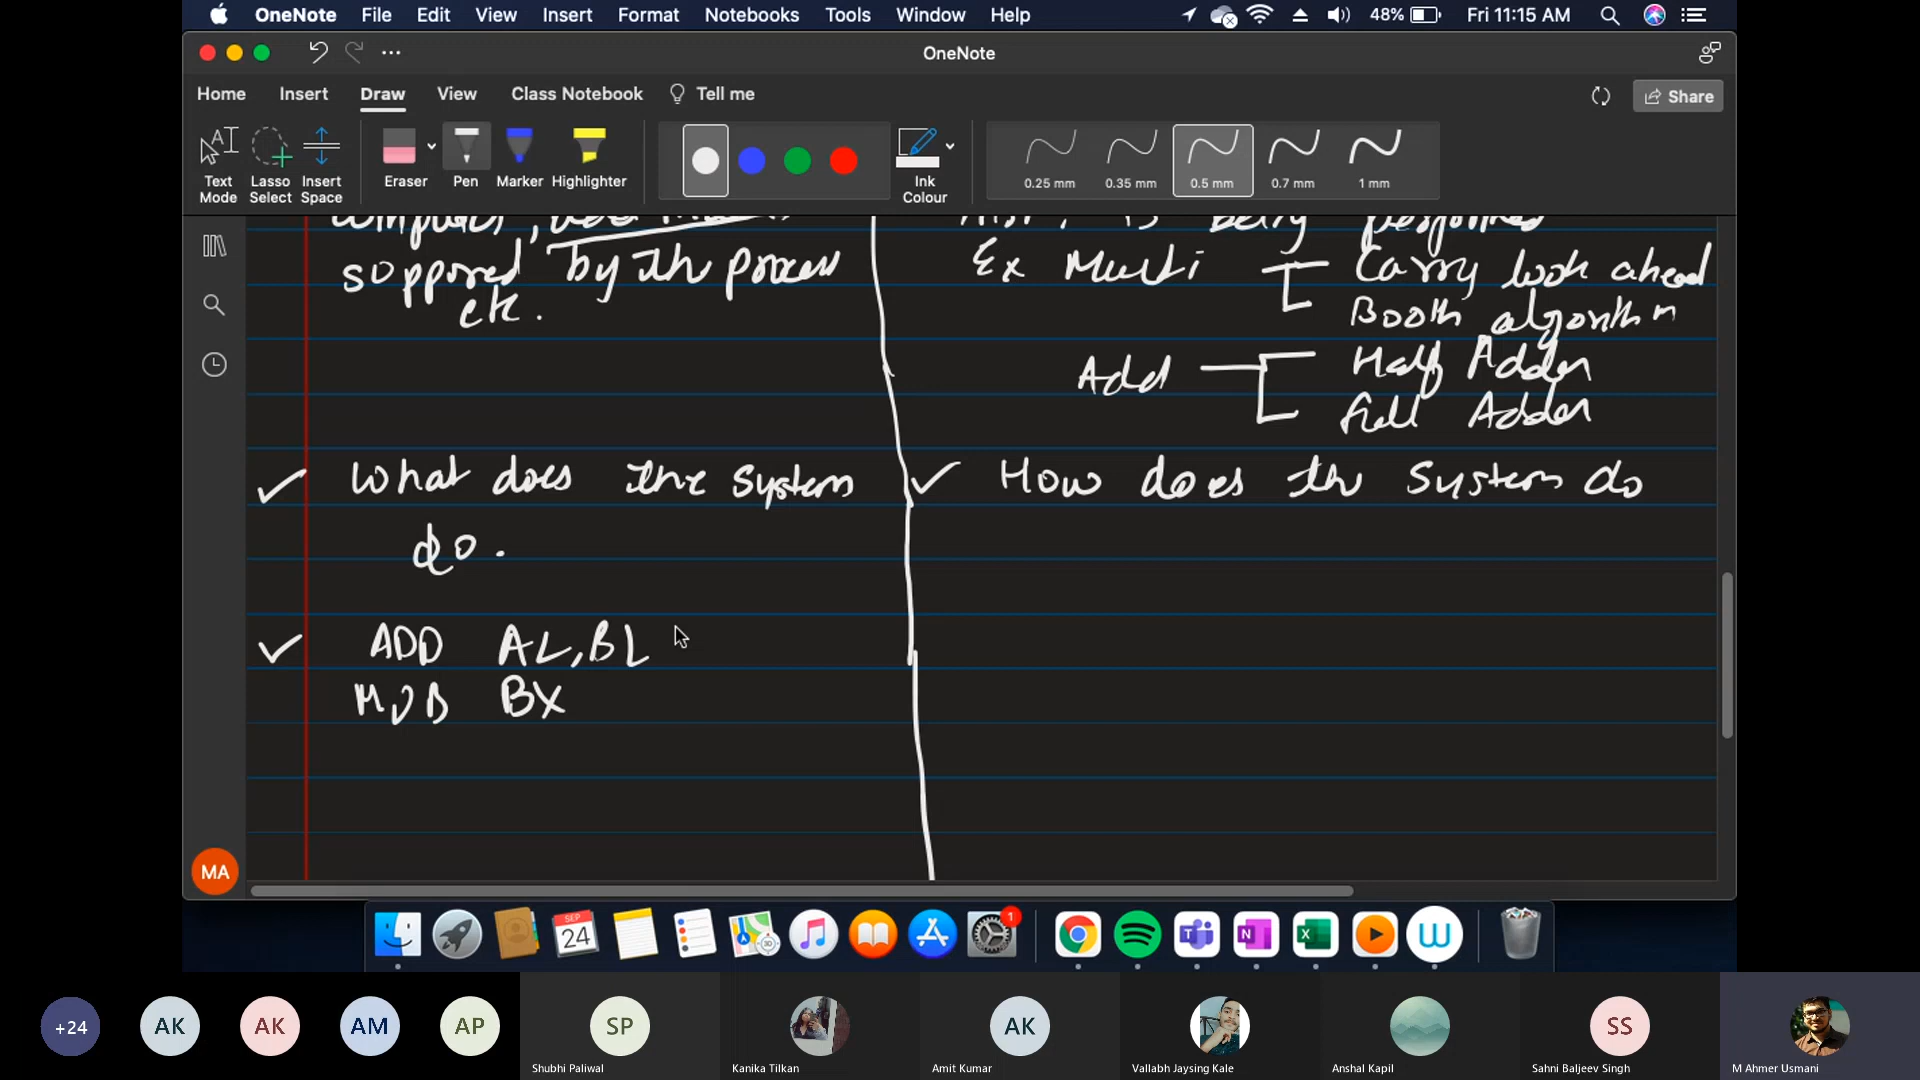 OneNote File Edit View Insert Format Notebooks Tools Window Help 48% Fri 11:15 AM
OneNote
Home Insert Draw View Class Notebook Tell me Share
Text Mode
Lasso Select
Insert Space
Eraser
Pen
Marker
Highlighter
Ink Colour
0.25 mm 0.35 mm 0.5 mm 0.7 mm 1 mm
supported by the process
etc.
is being performed
Ex Multi Carry look ahead
Booth algorithm
Add Half Adder
Full Adder
✓ What does the system
do.
✓ How does the System do
✓ ADD AL,BL
BX
MA
SEP
24
1
+24 AK AK AM AP SP AK SS
Shubhi Paliwal Kanika Tilkan Amit Kumar Vallabh Jaysing Kale Anshal Kapil Sahni Baljeev Singh M Ahmer Usmani